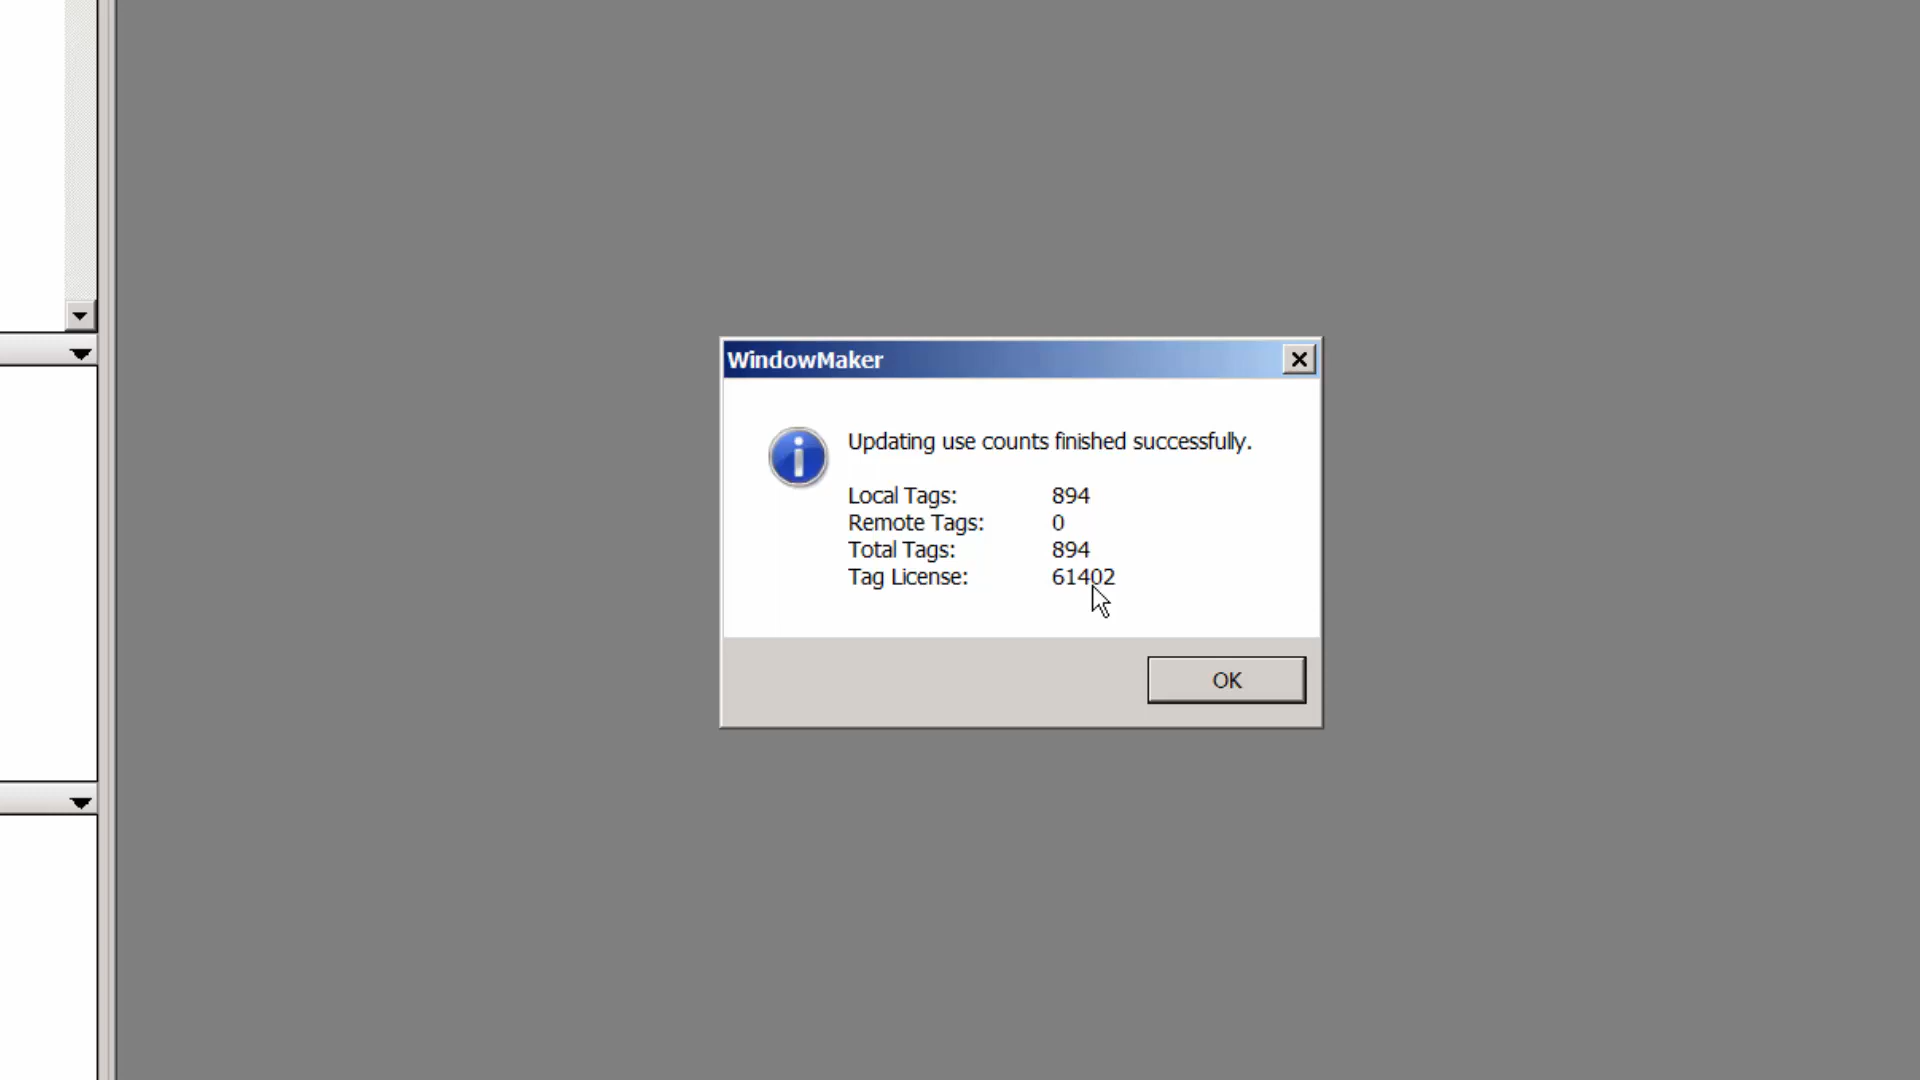 WindowMaker
Updating use counts finished successfully.
Local Tags: 894
Remote Tags: 0
Total Tags: 894
Tag License: 61402
OK